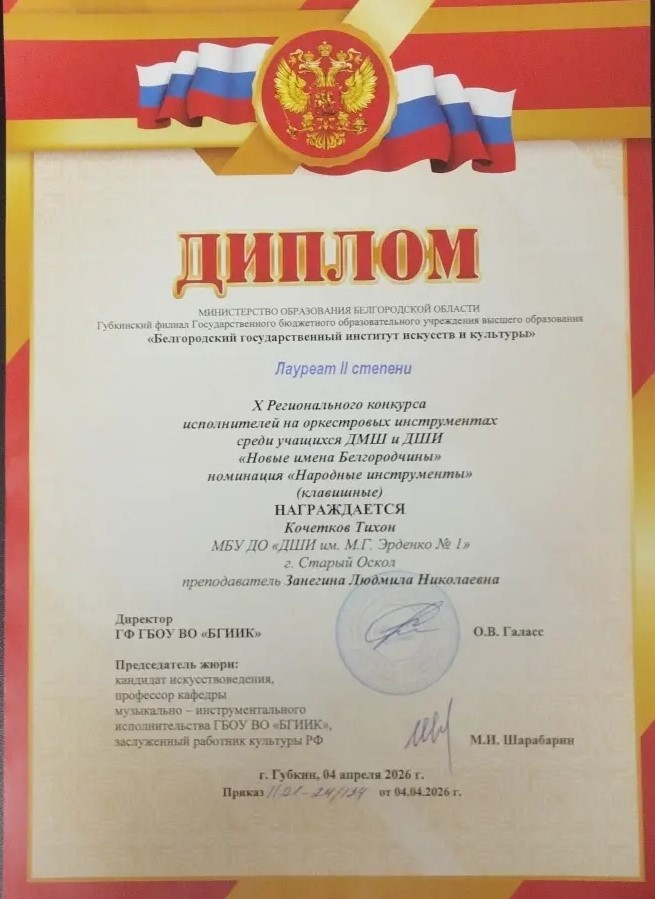 ДИПЛОМ
МИНИСТЕРСТВО ОБРАЗОВАНИЯ БЕЛГОРОДСКОЙ ОБЛАСТИ
Губкинский филиал Государственного бюджетного образовательного учреждения высшего образования
«Белгородский государственный институт искусств и культуры»
Лауреат II степени
X Регионального конкурса
исполнителей на оркестровых инструментах
среди учащихся ДМШ и ДШИ
«Новые имена Белгородчины»
номинация «Народные инструменты»
(клавишные)
НАГРАЖДАЕТСЯ
Кочетков Тихон
МБУ ДО «ДШИ им. М.Г. Эрденко № 1»
г. Старый Оскол
преподаватель Занегина Людмила Николаевна
Директор
ГФ ГБОУ ВО «БГИИК»
О.В. Галасс
Председатель жюри:
кандидат искусствоведения,
профессор кафедры
музыкально – инструментального
исполнительства ГБОУ ВО «БГИИК»,
заслуженный работник культуры РФ
М.И. Шарабарин
г. Губкин, 04 апреля 2026 г.
Приказ от 04.04.2026 г.